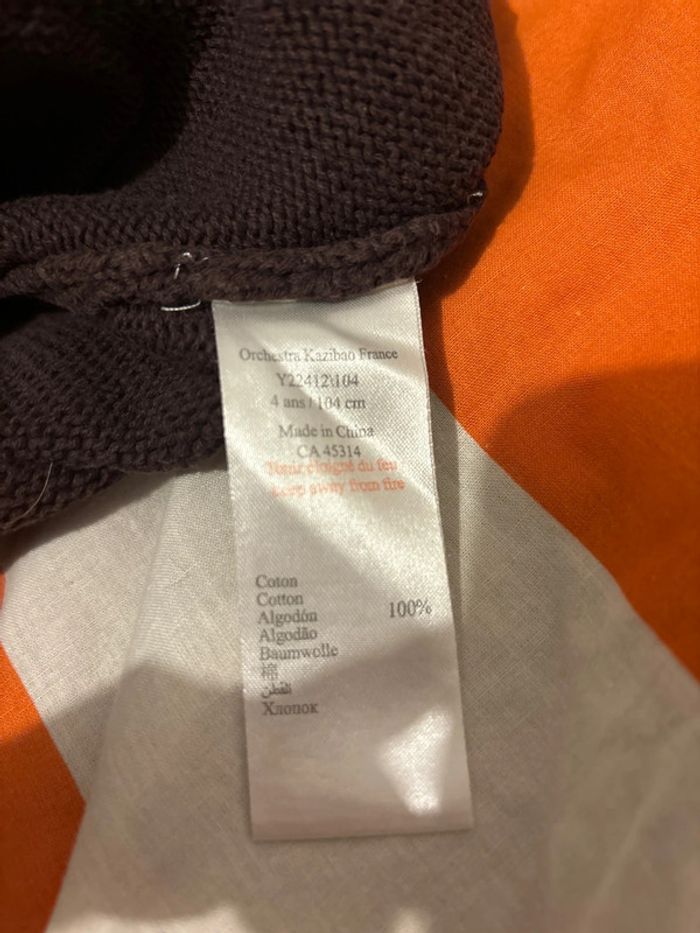 Orchestra Kazibao France
Y22412\104
4 ans / 104 cm
Made in China
CA 45314
Tenir éloigné du feu
keep away from fire
Coton
Cotton
Algodón
Algodão
Baumwolle
棉
القطن
Хлопок
100%